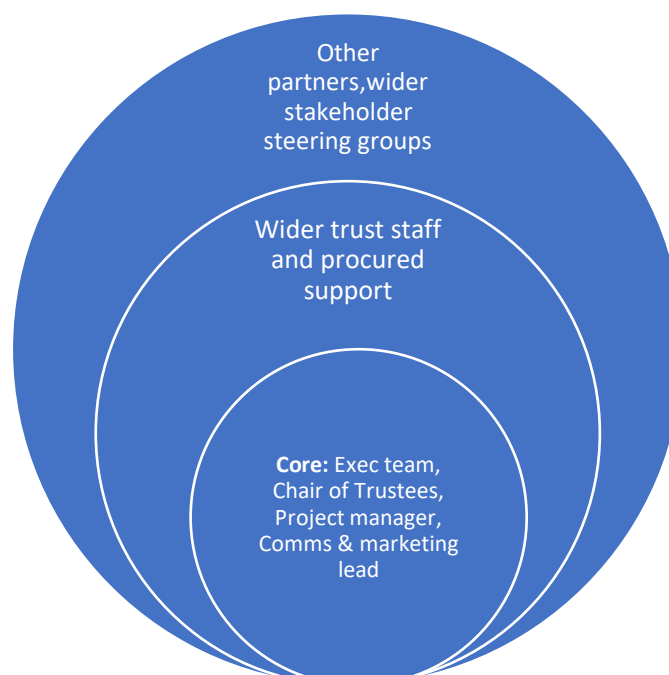 Other
partners,wider
stakeholder
steering groups
Wider trust staff
and procured
support
Core: Exec team,
Chair of Trustees,
Project manager,
Comms & marketing
lead